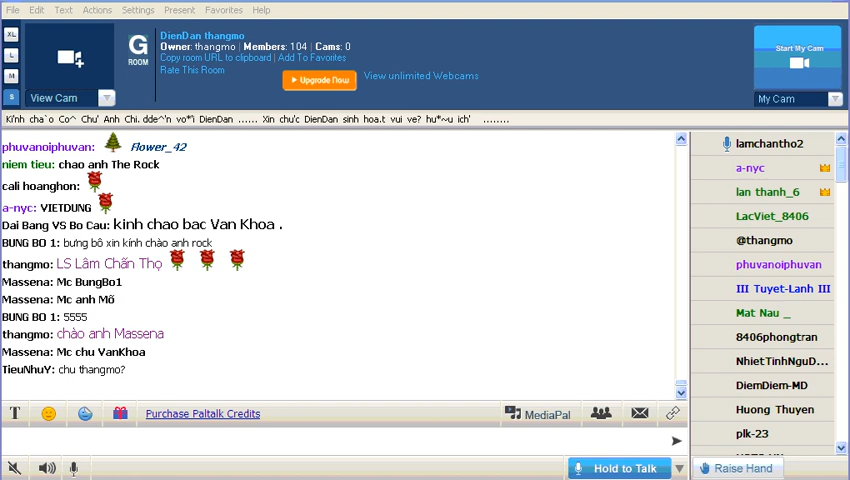 File Edit Text Actions Settings Present Favorites Help
XL
L
M
S
View Cam
G
ROOM
DienDan thangmo
Owner: thangmo | Members: 104 | Cams: 0
Copy room URL to clipboard | Add To Favorites
Rate This Room
Upgrade Now
View unlimited Webcams
Start My Cam
My Cam
Ki'nh cha`o Co^ Chu' Anh Chi. dde^'n vo*'i DienDan ...... Xin chu'c DienDan sinh hoa.t vui ve? hu*~u ich' ........
phuvanoiphuvan: Flower_42
niem tieu: chao anh The Rock
cali hoanghon:
a-nyc: VIETDUNG
Dai Bang VS Bo Cau: kinh chao bac Van Khoa .
BUNG BO 1: bưng bô xin kính chào anh rock
thangmo: LS Lâm Chấn Thọ
Massena: Mc BungBo1
Massena: Mc anh Mõ
BUNG BO 1: 5555
thangmo: chào anh Massena
Massena: Mc chu VanKhoa
TieuNhuY: chu thangmo?
T
Purchase Paltalk Credits
MediaPal
Hold to Talk
lamchantho2
a-nyc
lan thanh_6
LacViet_8406
@thangmo
phuvanoiphuvan
III Tuyet-Lanh III
Mat Nau _
8406phongtran
NhietTinhNguD...
DiemDiem-MD
Huong Thuyen
plk-23
Raise Hand